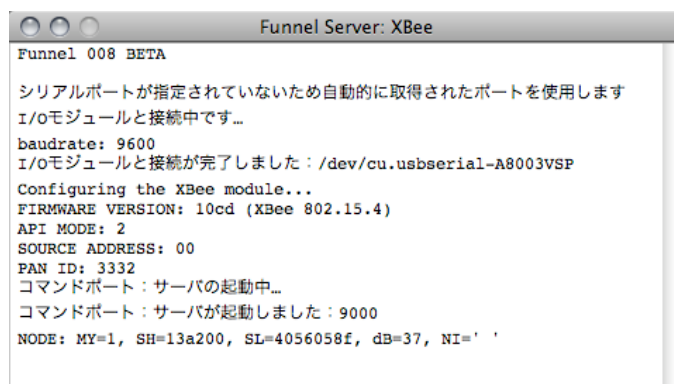 Funnel Server: XBee
Funnel 008 BETA
シリアルポートが指定されていないため自動的に取得されたポートを使用します
I/Oモジュールと接続中です…
baudrate: 9600
I/Oモジュールと接続が完了しました：/dev/cu.usbserial-A8003VSP
Configuring the XBee module...
FIRMWARE VERSION: 10cd (XBee 802.15.4)
API MODE: 2
SOURCE ADDRESS: 00
PAN ID: 3332
コマンドポート：サーバの起動中…
コマンドポート：サーバが起動しました：9000
NODE: MY=1, SH=13a200, SL=4056058f, dB=37, NI=' '